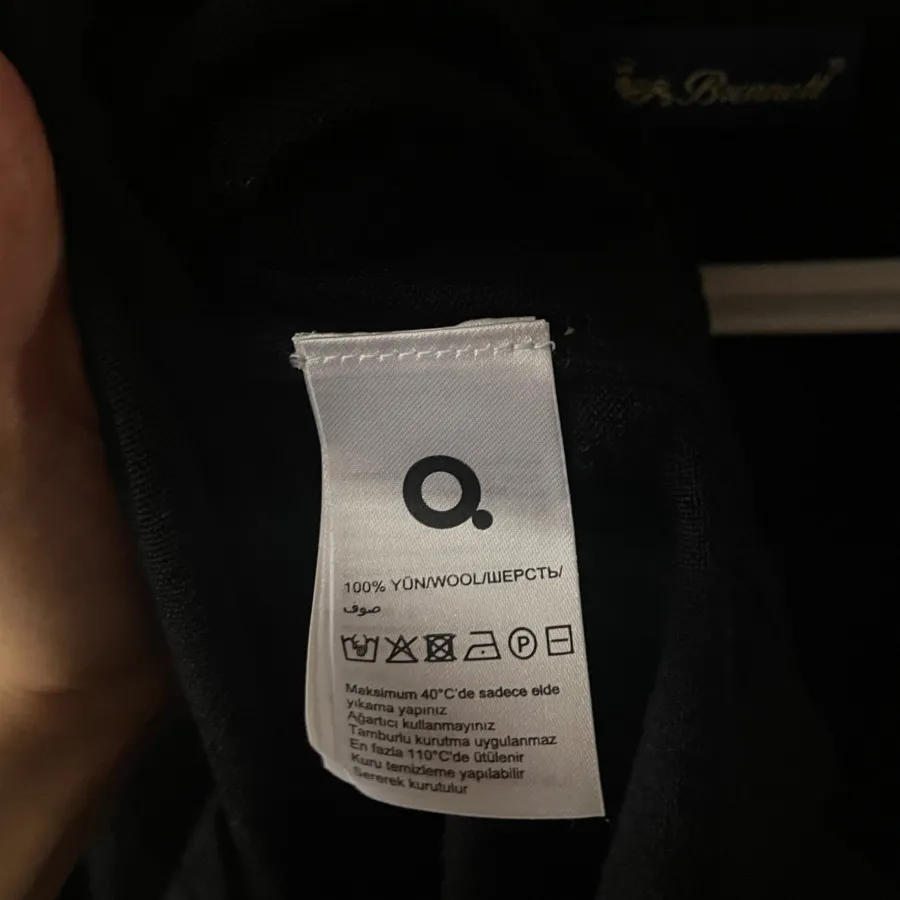 100% YÜN/WOOL/ШЕРСТЬ/
صوف
P
Maksimum 40°C'de sadece elde
yıkama yapınız
Ağartıcı kullanmayınız
Tamburlu kurutma uygulanmaz
En fazla 110°C'de ütülenir
Kuru temizleme yapılabilir
Sererek kurutulur